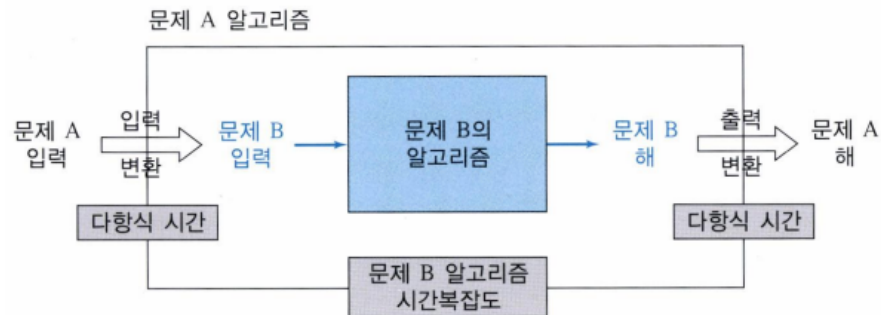 문제 A 알고리즘
문제 A
입력
입력
변환
문제 B
입력
문제 B의
알고리즘
문제 B
해
출력
변환
문제 A
해
다항식 시간
다항식 시간
문제 B 알고리즘
시간복잡도